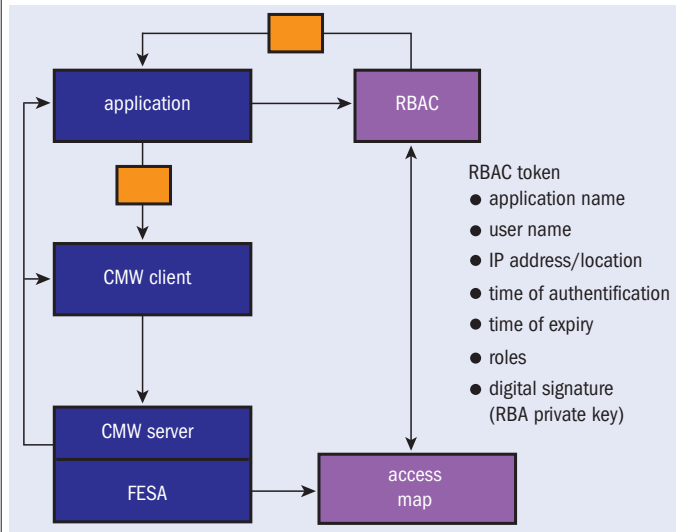 application
RBAC
RBAC token
● application name
● user name
● IP address/location
● time of authentification
● time of expiry
● roles
● digital signature
(RBA private key)
CMW client
CMW server
FESA
access
map